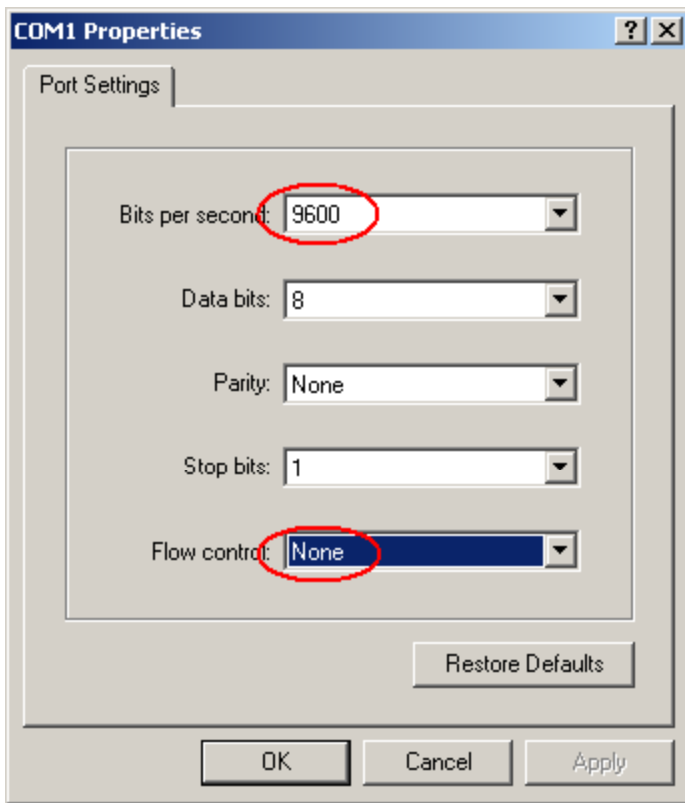 COM1 Properties
Port Settings
Bits per second: 9600
Data bits: 8
Parity: None
Stop bits: 1
Flow control: None
Restore Defaults
OK Cancel Apply